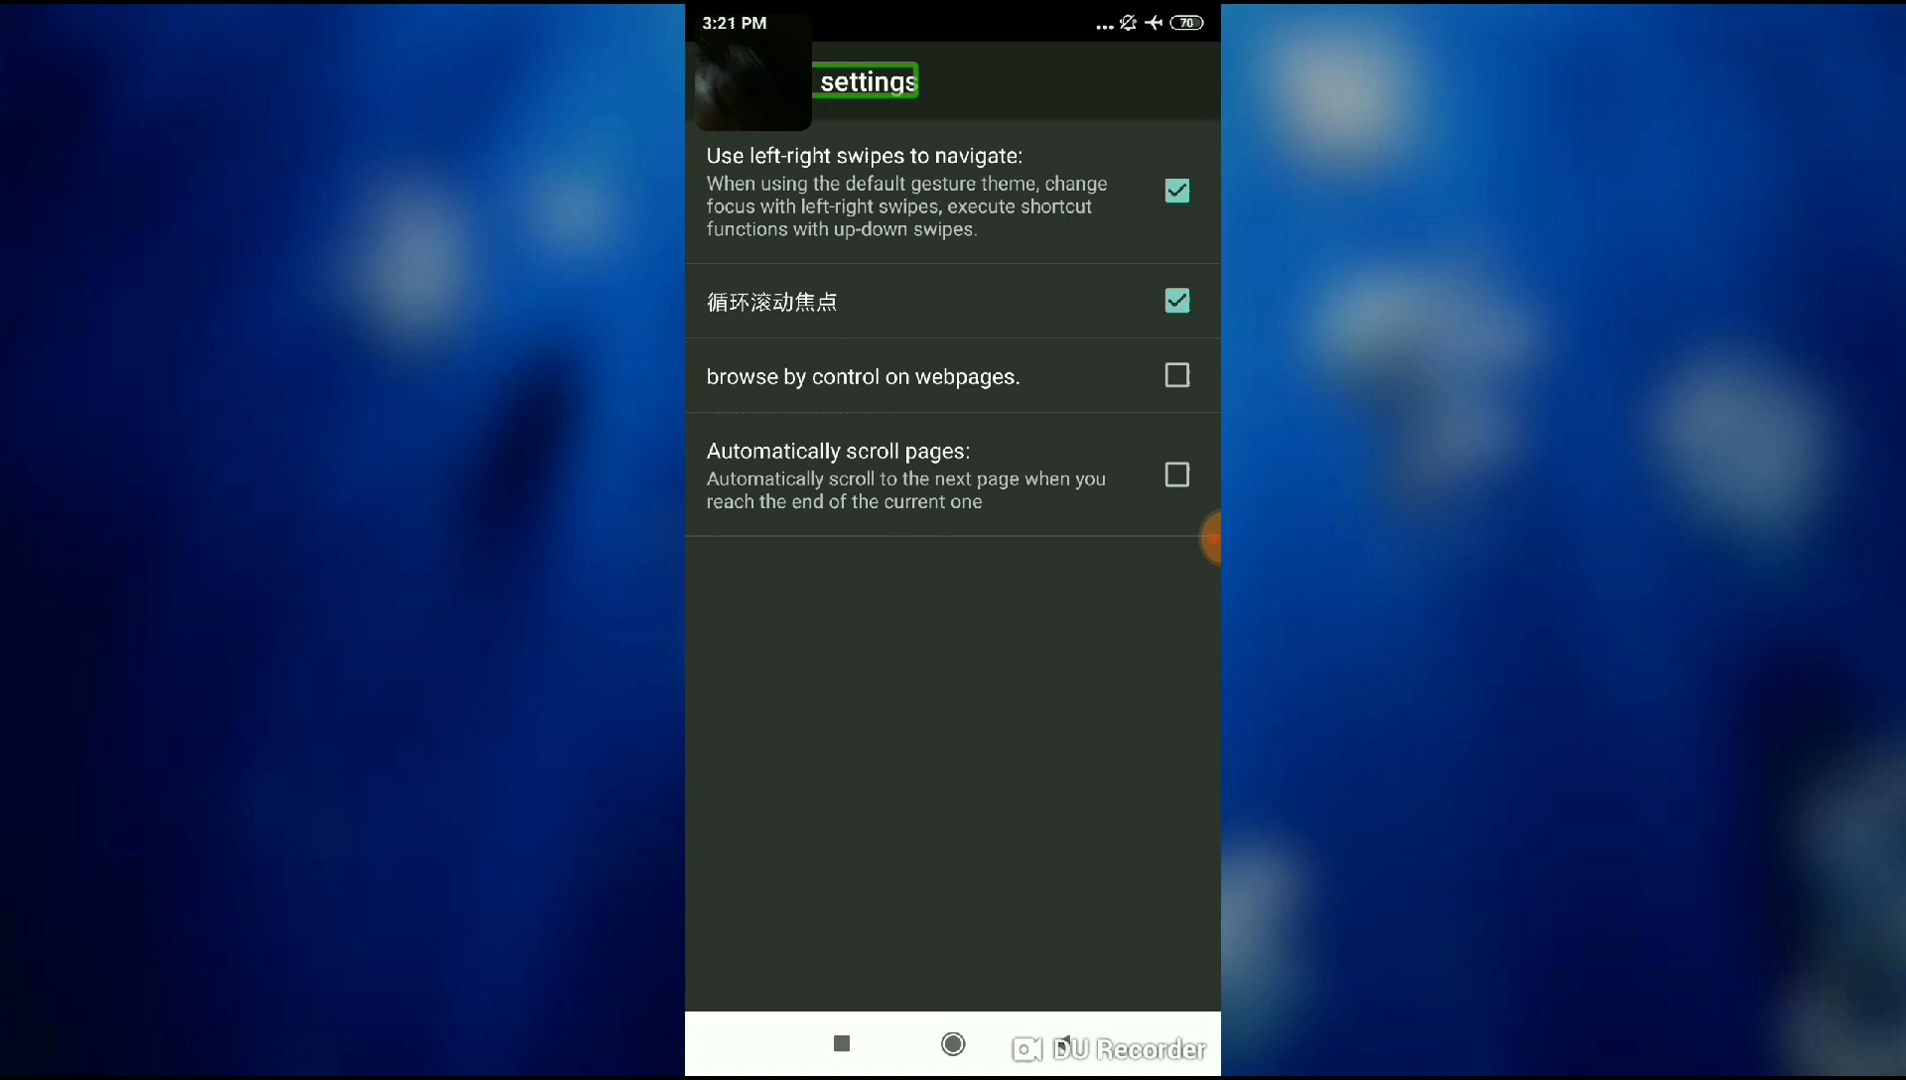 3:21 PM
70
settings
Use left-right swipes to navigate:
When using the default gesture theme, change
focus with left-right swipes, execute shortcut
functions with up-down swipes.
循环滚动焦点
browse by control on webpages.
Automatically scroll pages:
Automatically scroll to the next page when you
reach the end of the current one
DU Recorder